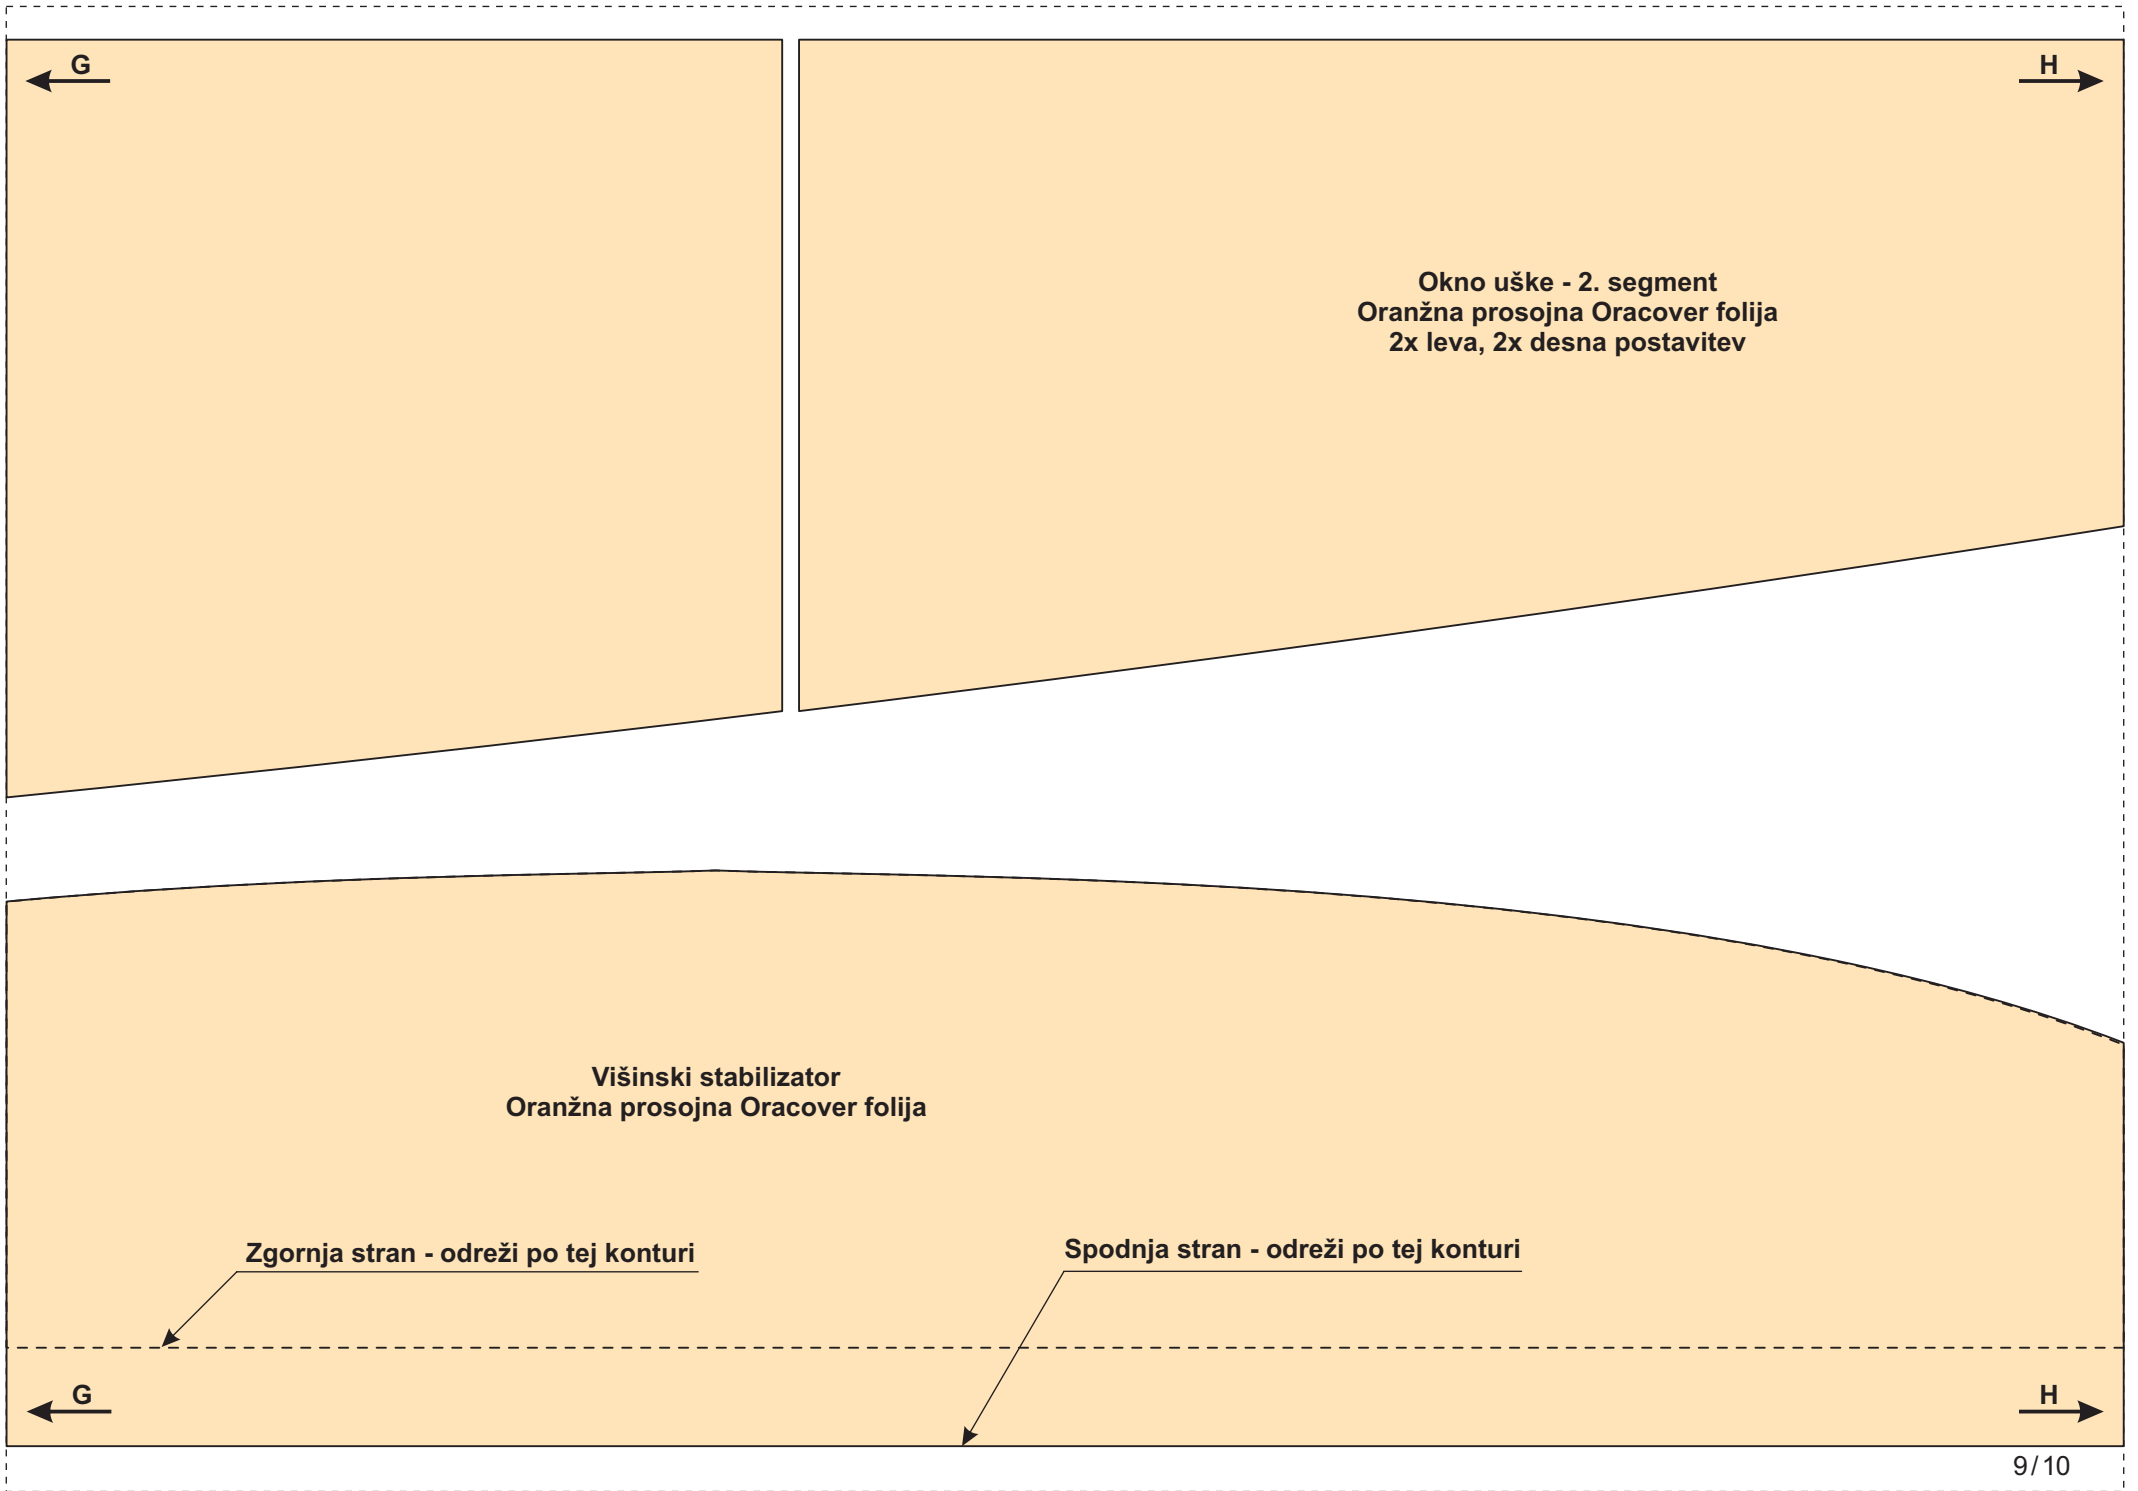 G
H
Okno uške - 2. segment
Oranžna prosojna Oracover folija
2x leva, 2x desna postavitev
Višinski stabilizator
Oranžna prosojna Oracover folija
Zgornja stran - odreži po tej konturi
Spodnja stran - odreži po tej konturi
G
H
9/10